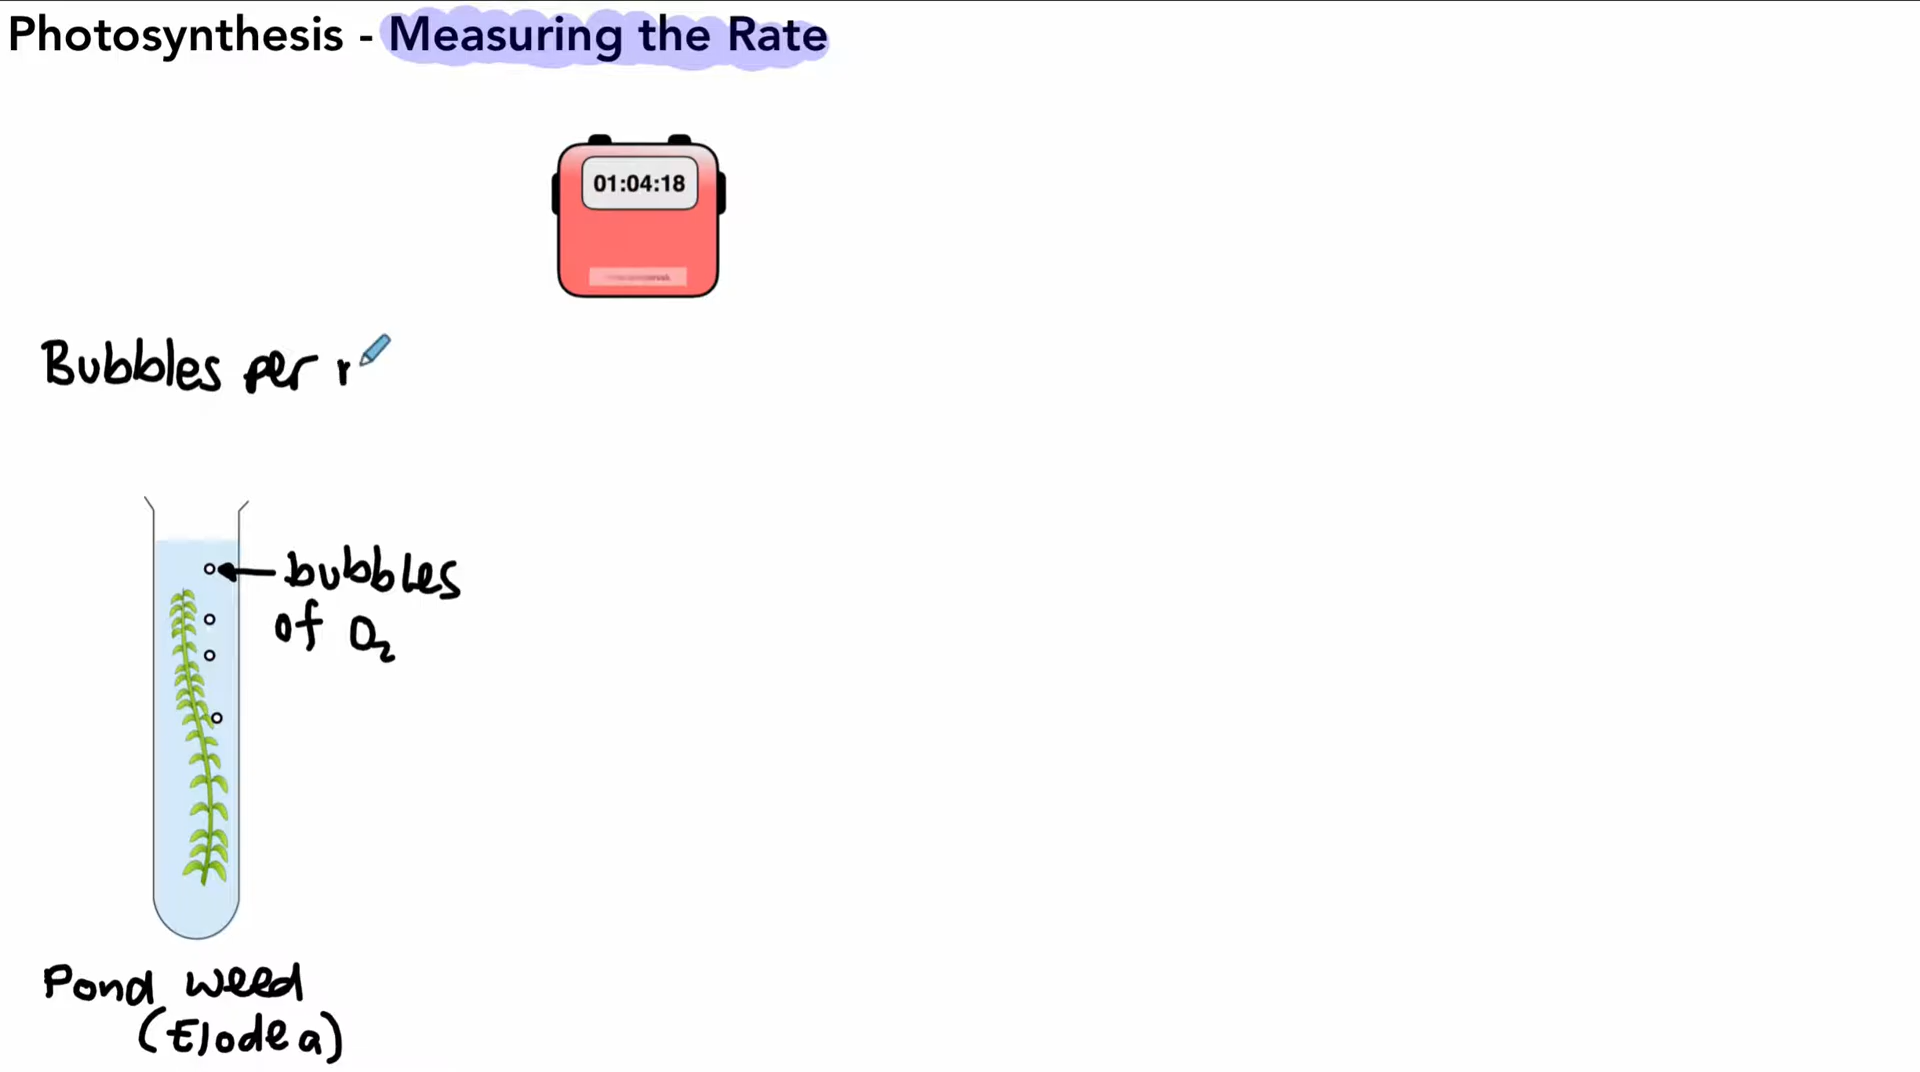 Photosynthesis - Measuring the Rate
01:04:18
Bubbles per
bubbles
of O₂
Pond weed
(Elodea)